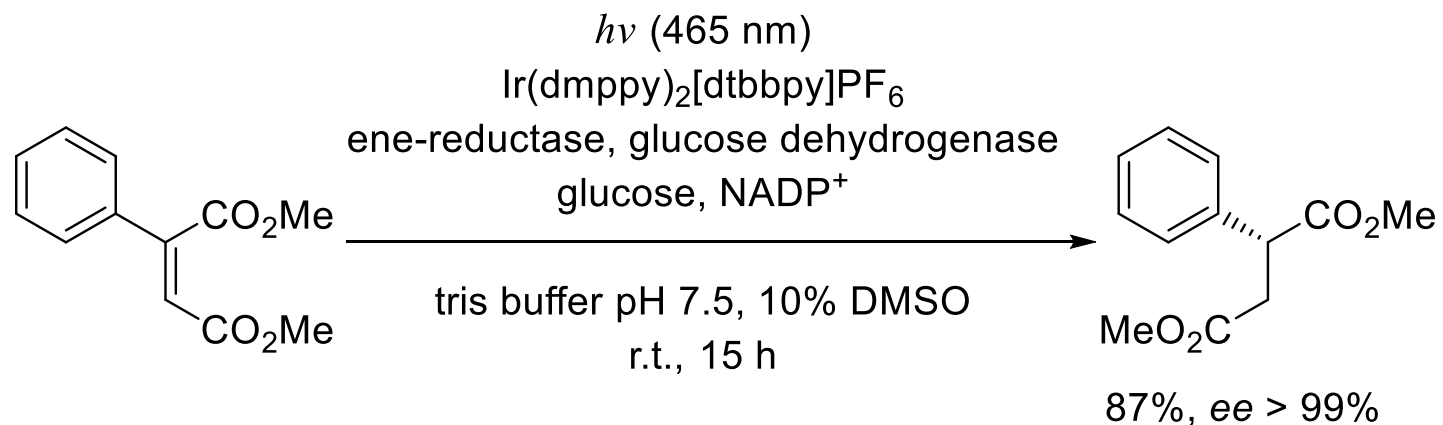 hν (465 nm)
Ir(dmppy)₂[dtbbpy]PF₆
ene-reductase, glucose dehydrogenase
glucose, NADP⁺
CO₂Me
CO₂Me
tris buffer pH 7.5, 10% DMSO
r.t., 15 h
CO₂Me
MeO₂C
87%, ee > 99%